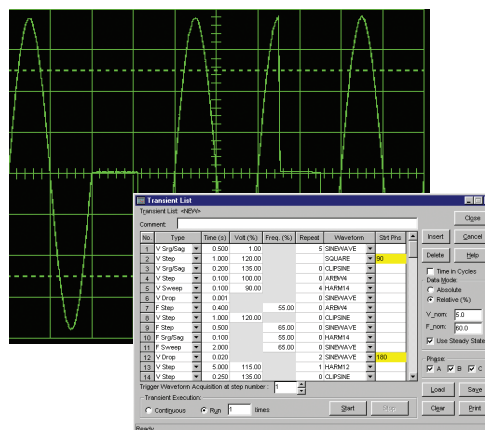 Transient List
Transient List: <NEW>
Close
Comment:
No. Type Time (s) Volt (%) Freq. (%) Repeat Waveform Strt Phs
Insert Cancel
1 V Srg/Sag 0.500 1.00 5 SINEWAVE
2 V Step 1.000 120.00 SQUARE 90
Delete Help
3 V Srg/Sag 0.200 135.00 0 CLIPSINE
4 V Step 0.100 100.00 0 ARBW4
Time in Cycles
5 V Sweep 0.100 90.00 4 HARM14
Data Mode:
Absolute
6 V Drop 0.001 0 SINEWAVE
Relative (%)
7 F Step 0.400 55.00 0 ARBW4
8 V Step 1.000 120.00 0 CLIPSINE
V_nom: 5.0
9 F Step 0.500 65.00 0 SINEWAVE
F_nom: 60.0
10 F Srg/Sag 0.100 55.00 0 HARM14
11 F Sweep 2.000 65.00 0 SINEWAVE
Use Steady State
12 V Drop 0.020 2 SINEWAVE 180
13 V Step 5.000 115.00 1 HARM12
Phase:
14 V Step 0.250 135.00 0 CLIPSINE
A B C
Trigger Waveform Acquisition at step number: 1
Load Save
Transient Execution:
Continuous Run 1 times Start Stop
Clear Print
Ready